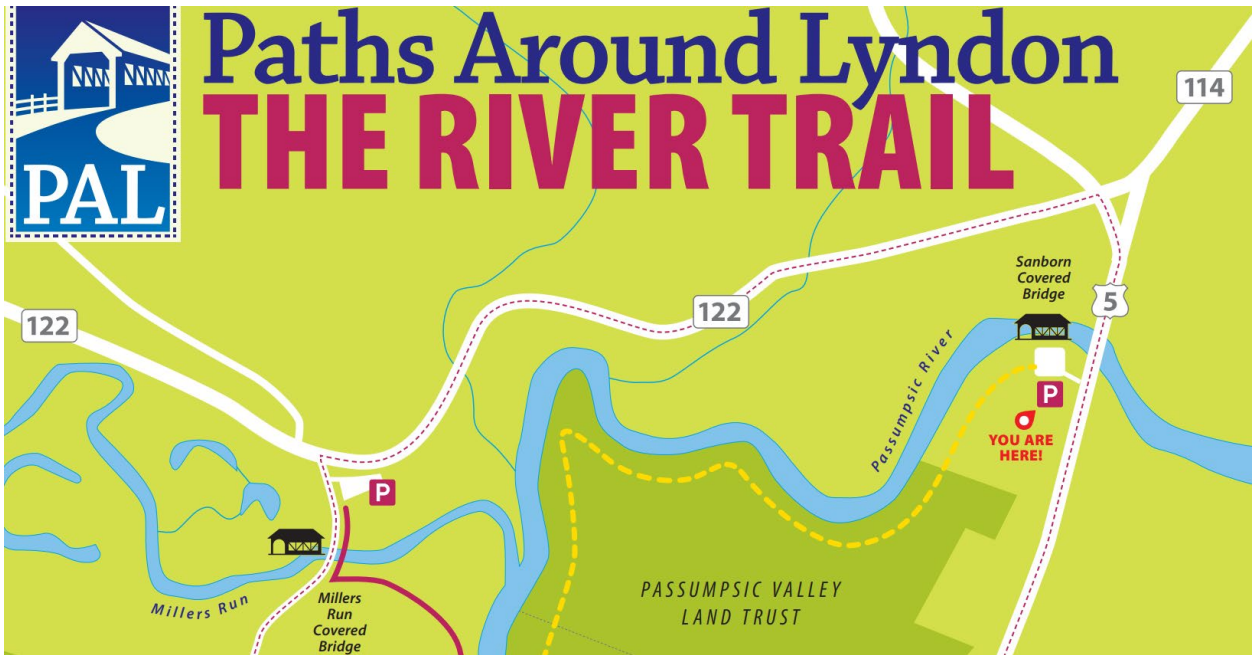 PAL
Paths Around Lyndon
THE RIVER TRAIL
114
Sanborn
Covered
Bridge
5
122
122
Passumpsic River
P
YOU ARE
HERE!
P
Millers Run
Millers
Run
Covered
Bridge
PASSUMPSIC VALLEY
LAND TRUST